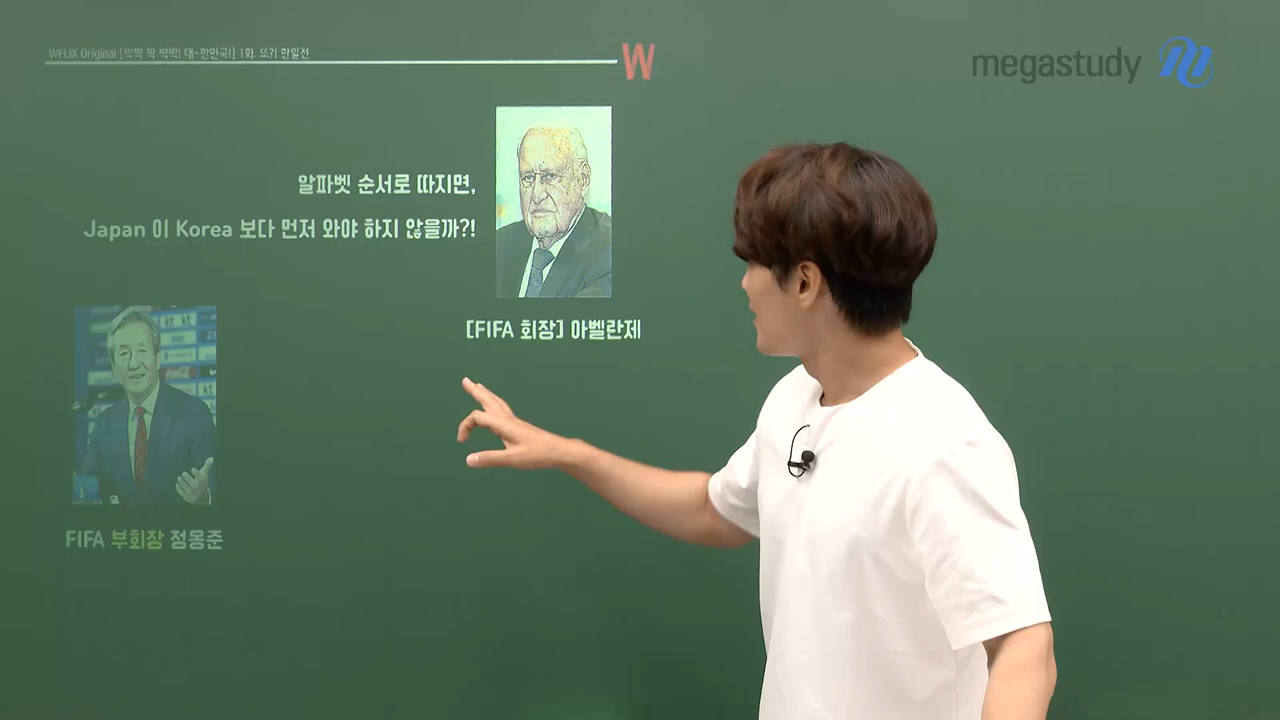 WFLIX Original [짝짝 짝 짝짝! 대~한민국!] 1화. 또?! 한일전
W
megastudy
알파벳 순서로 따지면,
Japan 이 Korea 보다 먼저 와야 하지 않을까?!
[FIFA 회장] 아벨란제
FIFA 부회장 정몽준